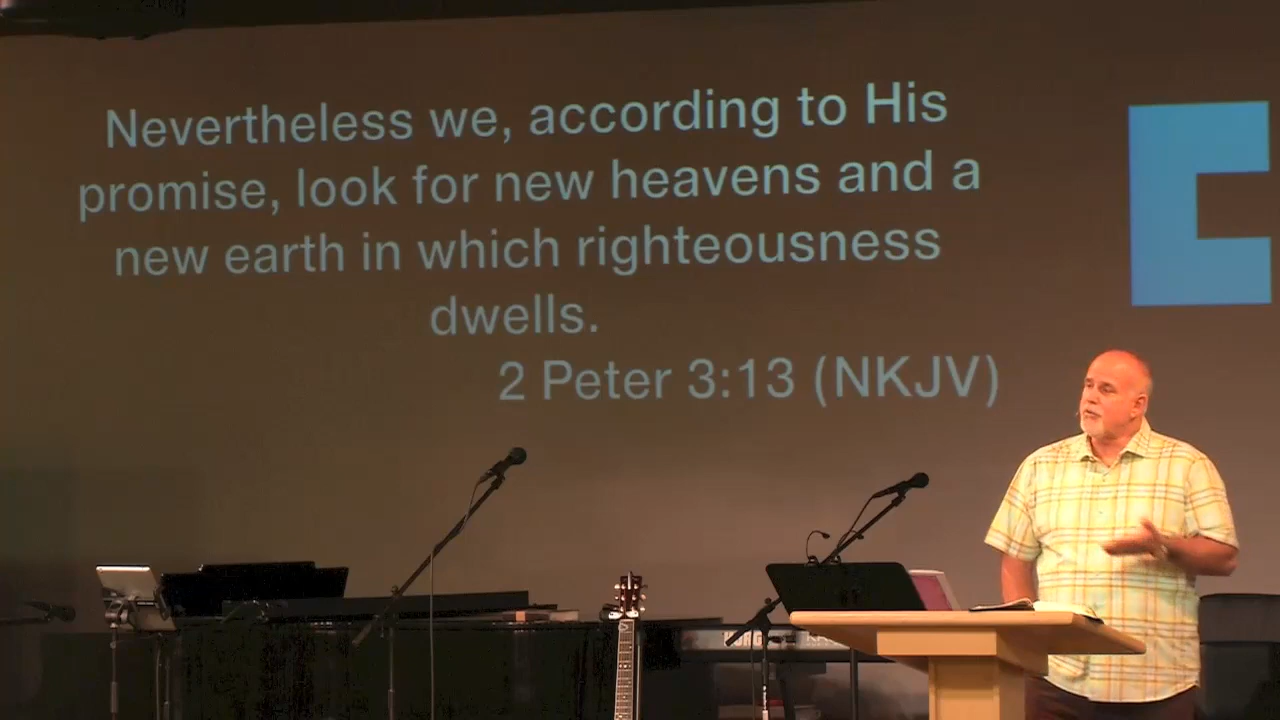 Nevertheless we, according to His
promise, look for new heavens and a
new earth in which righteousness
dwells.
2 Peter 3:13 (NKJV)